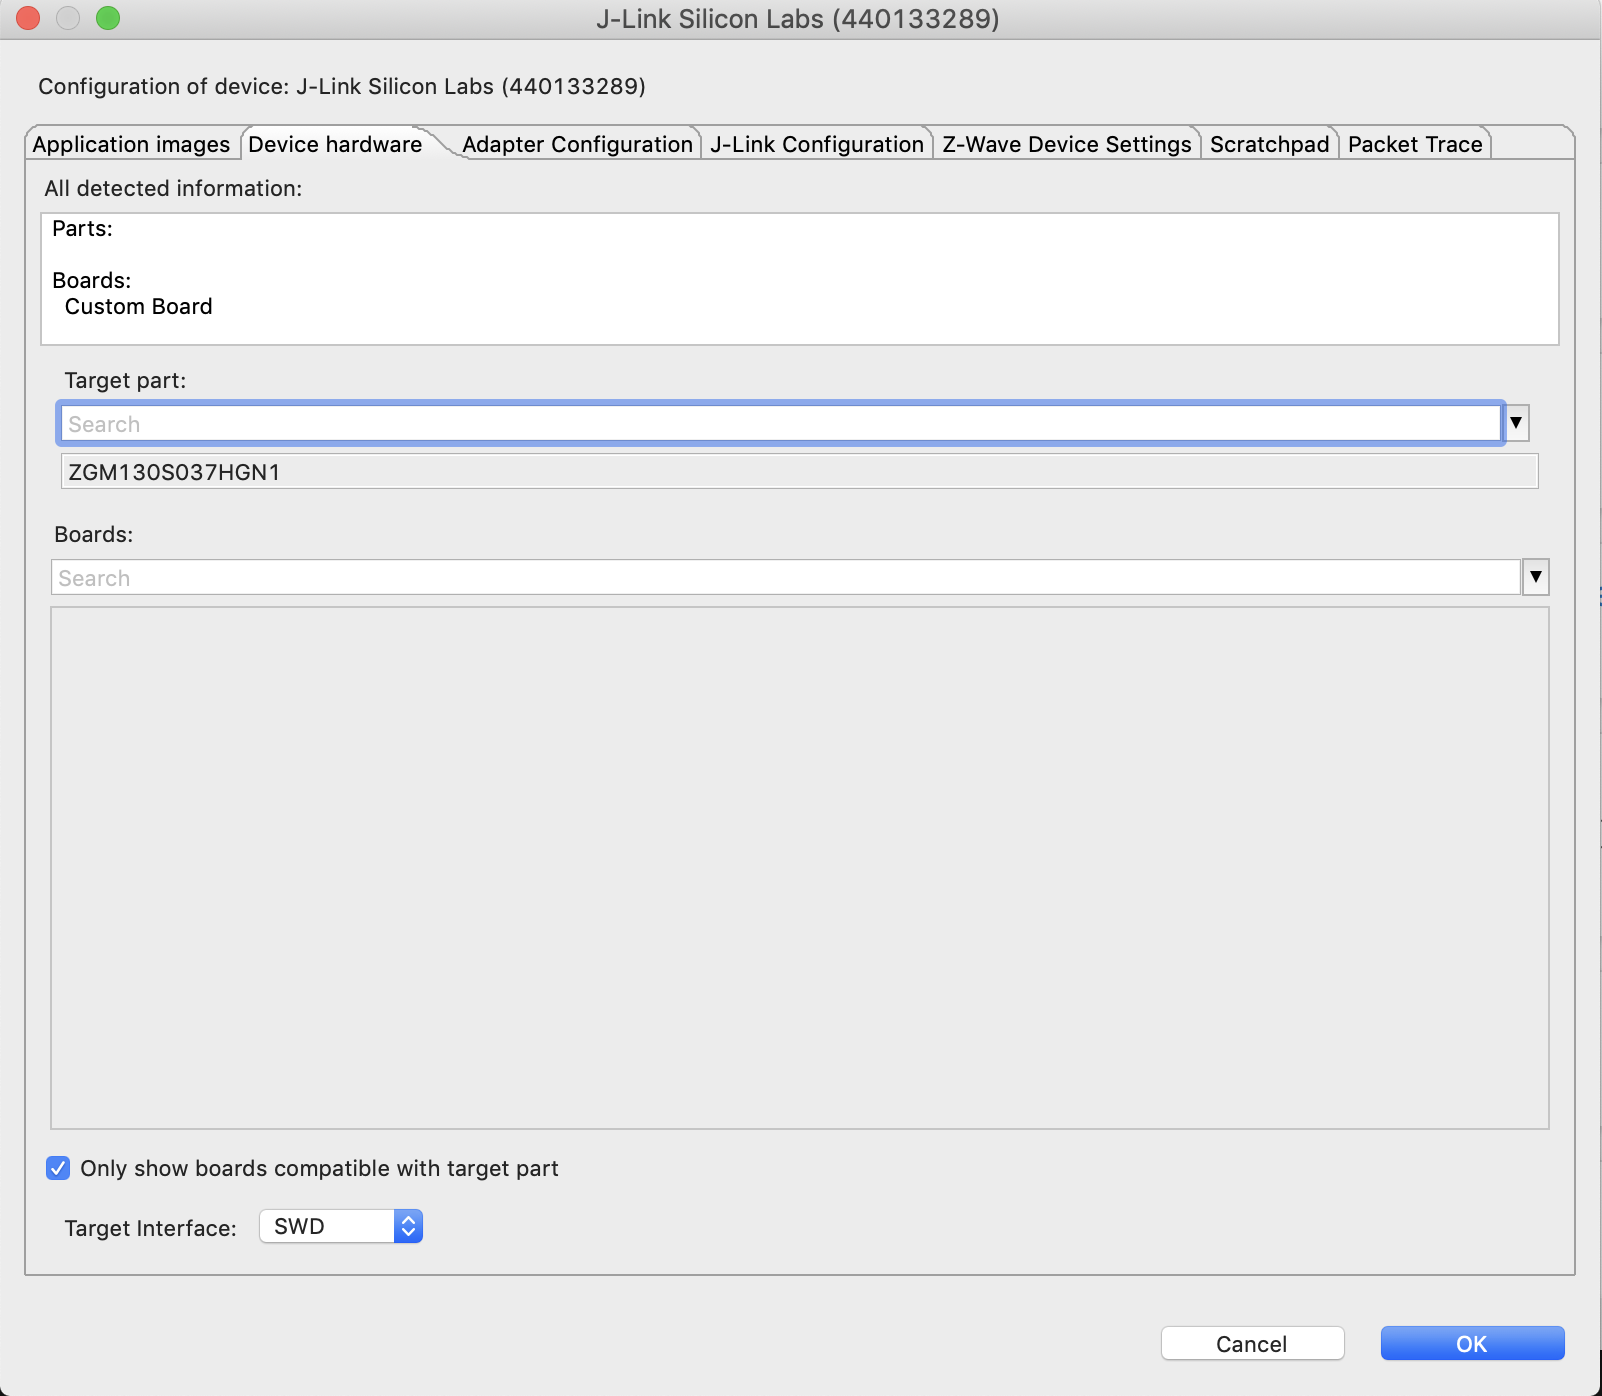 J-Link Silicon Labs (440133289)
Configuration of device: J-Link Silicon Labs (440133289)
Application images
Device hardware
Adapter Configuration
J-Link Configuration
Z-Wave Device Settings
Scratchpad
Packet Trace
All detected information:
Parts:
Boards:
Custom Board
Target part:
Search
ZGM130S037HGN1
Boards:
Search
Only show boards compatible with target part
Target Interface:
SWD
Cancel
OK